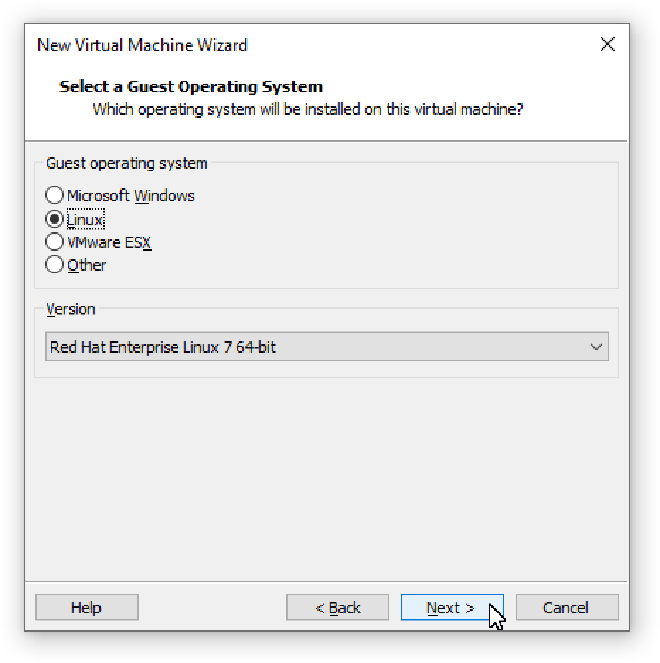 New Virtual Machine Wizard
Select a Guest Operating System
Which operating system will be installed on this virtual machine?
Guest operating system
Microsoft Windows
Linux
VMware ESX
Other
Version
Red Hat Enterprise Linux 7 64-bit
Help
< Back
Next >
Cancel